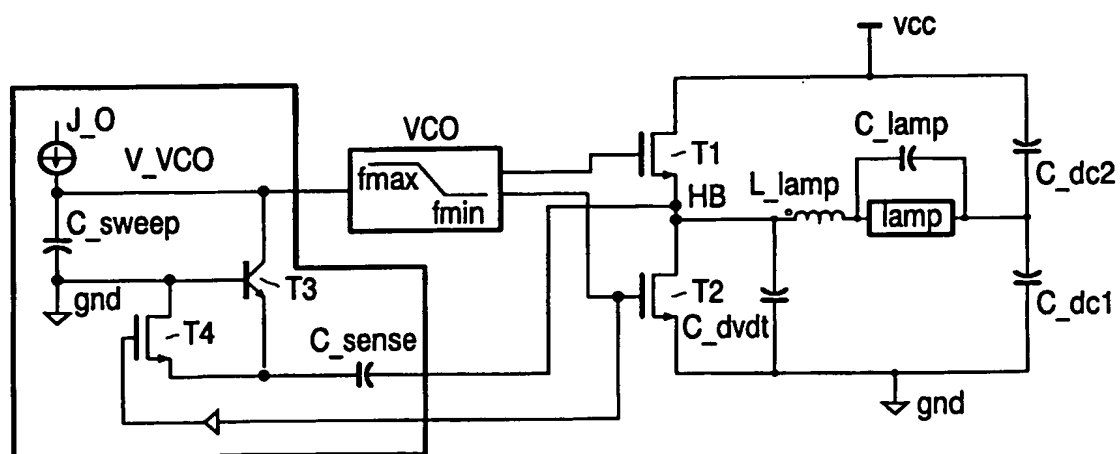 vcc
J_O
VCO
C_lamp
V_VCO
T1
fmax
fmin
HB
L_lamp
C_dc2
C_sweep
lamp
gnd
T3
T2
C_dc1
T4
C_sense
C_dvdt
gnd